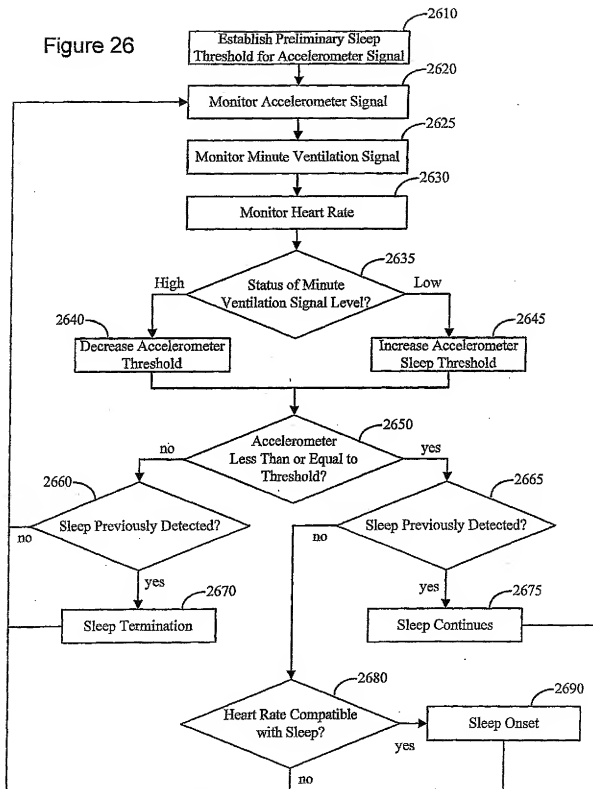 Figure 26
2610
Establish Preliminary Sleep
Threshold for Accelerometer Signal
2620
Monitor Accelerometer Signal
2625
Monitor Minute Ventilation Signal
2630
Monitor Heart Rate
2635
Status of Minute
Ventilation Signal Level?
High
Low
2640
Decrease Accelerometer
Threshold
2645
Increase Accelerometer
Sleep Threshold
2650
Accelerometer
Less Than or Equal to
Threshold?
no
yes
2660
Sleep Previously Detected?
no
yes
2665
Sleep Previously Detected?
no
yes
2670
Sleep Termination
2675
Sleep Continues
2680
Heart Rate Compatible
with Sleep?
yes
no
2690
Sleep Onset